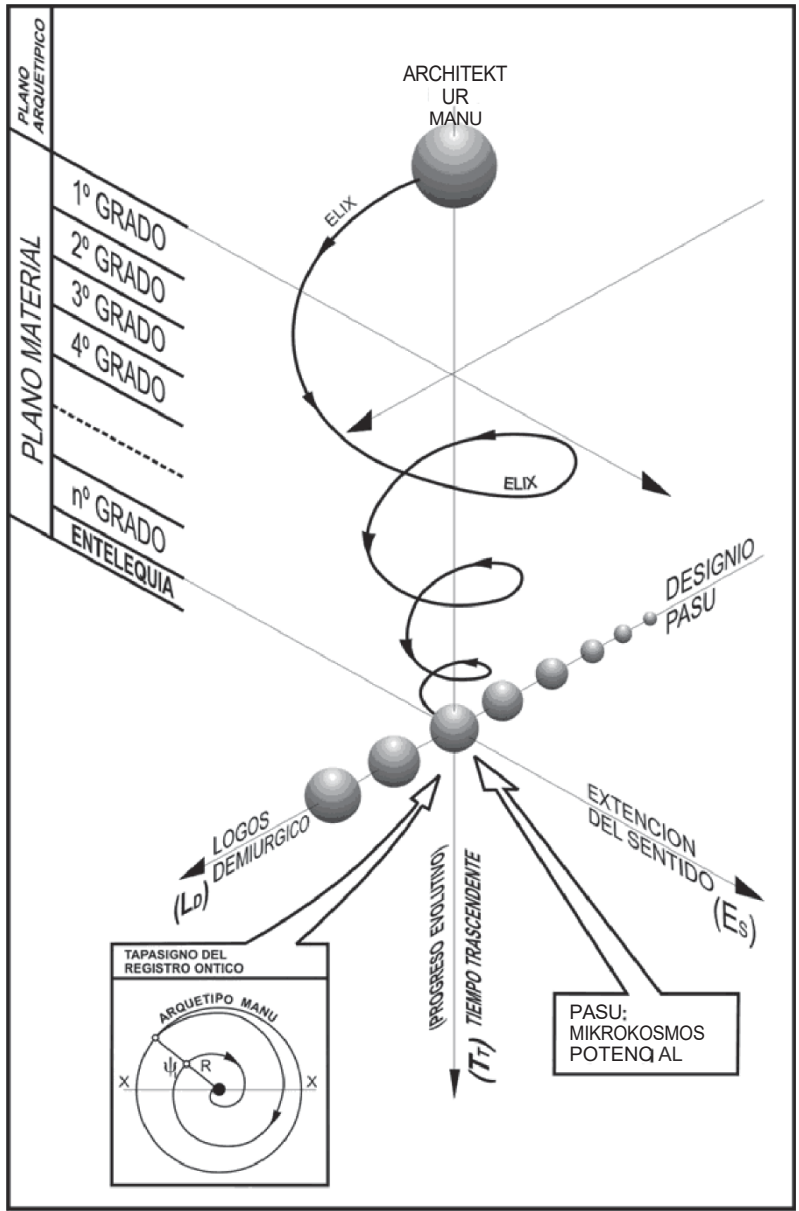 PLANO
ARQUETIPICO
PLANO MATERIAL
1º GRADO
2º GRADO
3º GRADO
4º GRADO
nº GRADO
ENTELEQUIA
ARCHITEKT
UR
MANU
ELIX
ELIX
DESIGNIO
PASU
LOGOS
DEMIURGICO
(LD)
EXTENCION
DEL SENTIDO
(ES)
(PROGRESO EVOLUTIVO)
TIEMPO TRASCENDENTE
(TT)
TAPASIGNO DEL
REGISTRO ONTICO
ARQUETIPO MANU
ψ R
X X
PASU:
MIKROKOSMOS
POTENCIAL